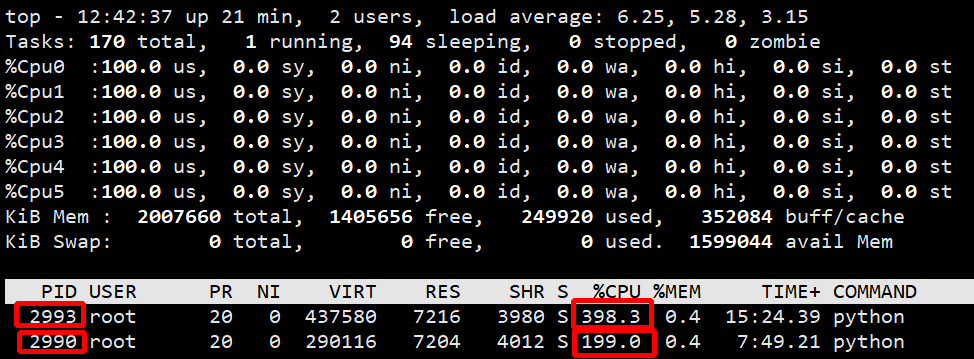 top - 12:42:37 up 21 min,  2 users,  load average: 6.25, 5.28, 3.15
Tasks: 170 total,   1 running,  94 sleeping,   0 stopped,   0 zombie
%Cpu0  :100.0 us,  0.0 sy,  0.0 ni,  0.0 id,  0.0 wa,  0.0 hi,  0.0 si,  0.0 st
%Cpu1  :100.0 us,  0.0 sy,  0.0 ni,  0.0 id,  0.0 wa,  0.0 hi,  0.0 si,  0.0 st
%Cpu2  :100.0 us,  0.0 sy,  0.0 ni,  0.0 id,  0.0 wa,  0.0 hi,  0.0 si,  0.0 st
%Cpu3  :100.0 us,  0.0 sy,  0.0 ni,  0.0 id,  0.0 wa,  0.0 hi,  0.0 si,  0.0 st
%Cpu4  :100.0 us,  0.0 sy,  0.0 ni,  0.0 id,  0.0 wa,  0.0 hi,  0.0 si,  0.0 st
%Cpu5  :100.0 us,  0.0 sy,  0.0 ni,  0.0 id,  0.0 wa,  0.0 hi,  0.0 si,  0.0 st
KiB Mem :  2007660 total,  1405656 free,   249920 used,   352084 buff/cache
KiB Swap:        0 total,        0 free,        0 used.  1599044 avail Mem
PID USER      PR  NI    VIRT    RES    SHR S  %CPU %MEM     TIME+ COMMAND
2993 root      20   0  437580   7216   3980 S 398.3  0.4  15:24.39 python
2990 root      20   0  290116   7204   4012 S 199.0  0.4   7:49.21 python